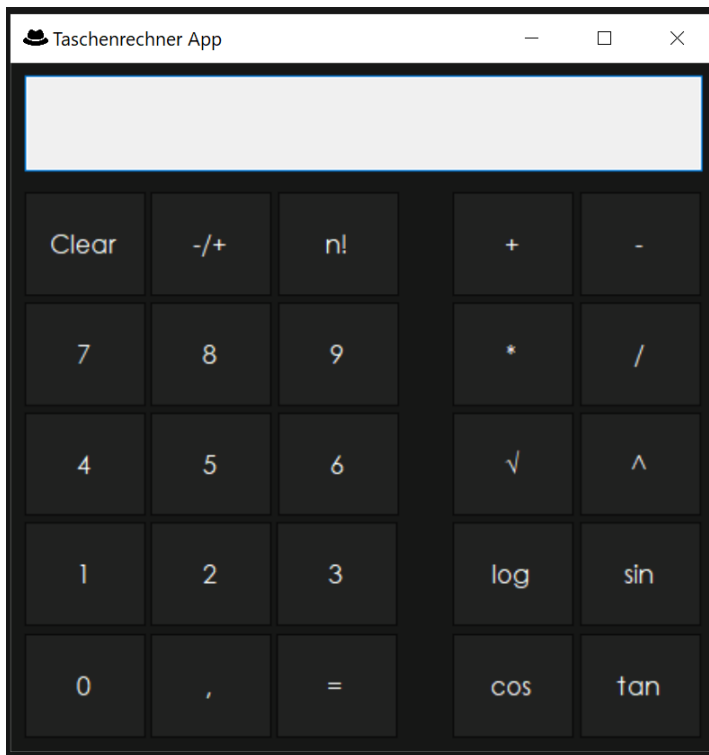 Taschenrechner App
Clear -/+ n! + -
7 8 9 * /
4 5 6 √ ^
1 2 3 log sin
0 , = cos tan